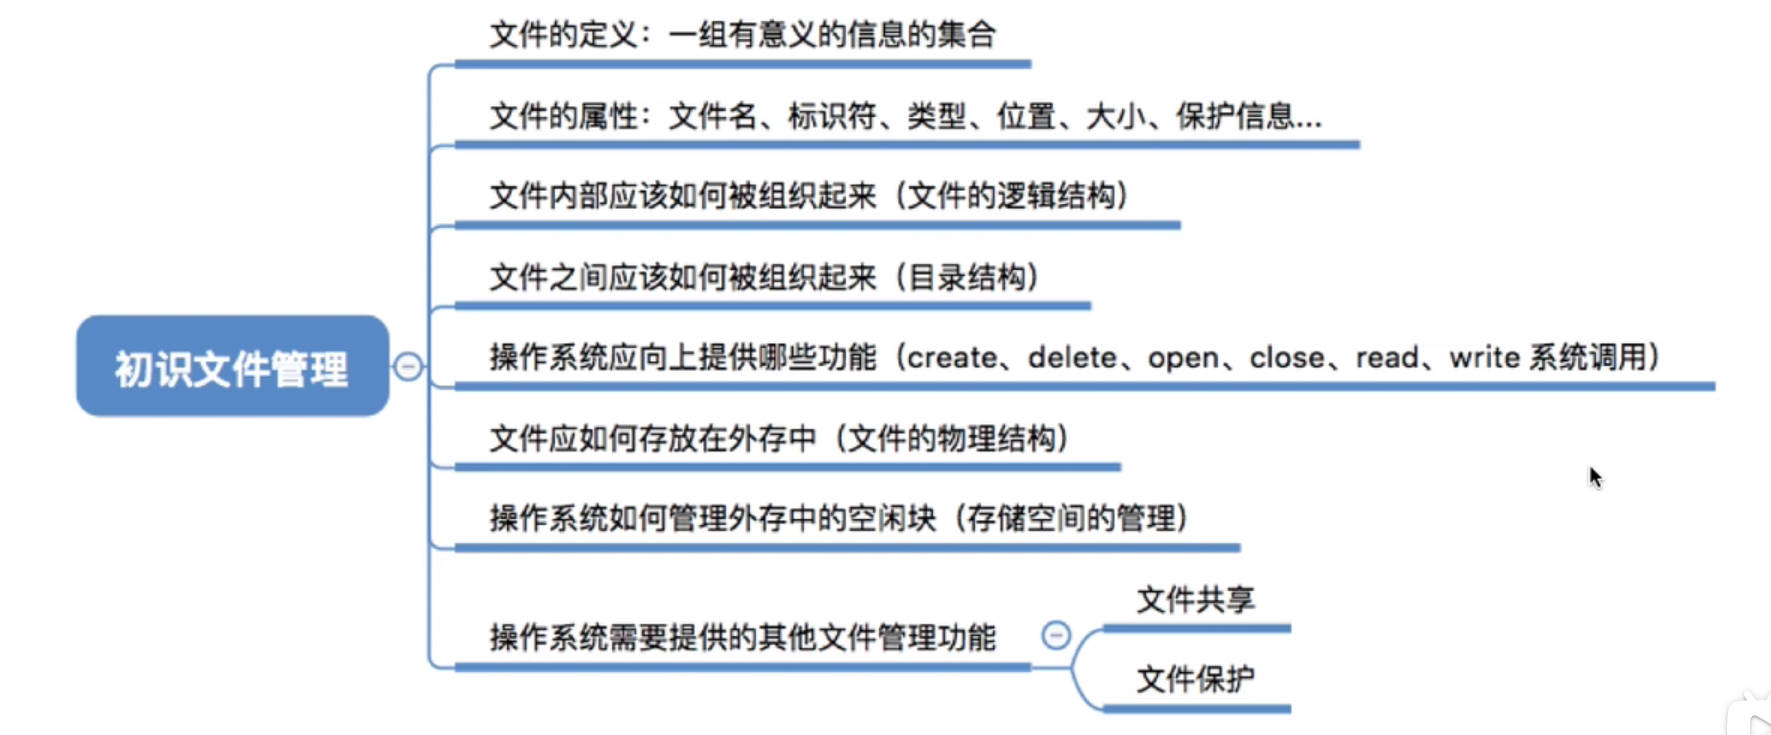 文件的定义：一组有意义的信息的集合
文件的属性：文件名、标识符、类型、位置、大小、保护信息...
文件内部应该如何被组织起来（文件的逻辑结构）
文件之间应该如何被组织起来（目录结构）
初识文件管理
操作系统应向上提供哪些功能（create、delete、open、close、read、write 系统调用）
文件应如何存放在外存中（文件的物理结构）
操作系统如何管理外存中的空闲块（存储空间的管理）
操作系统需要提供的其他文件管理功能
文件共享
文件保护